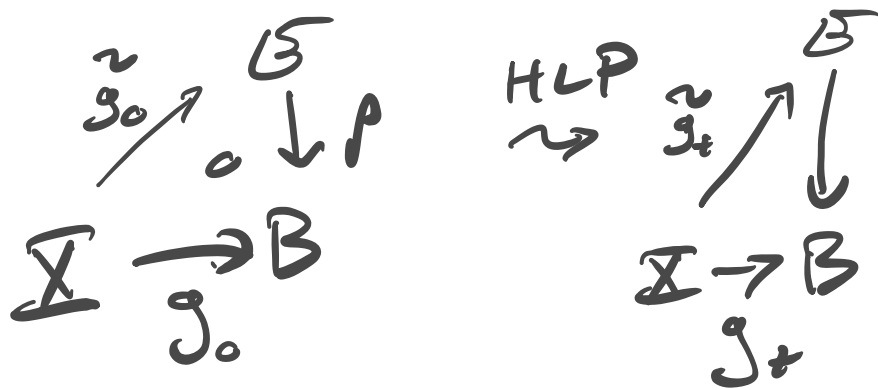 E E
g̃₀ ↗ ↓ p HLP ⤳ g̃ₜ ↗ ↓
X → B X → B
g₀ gₜ